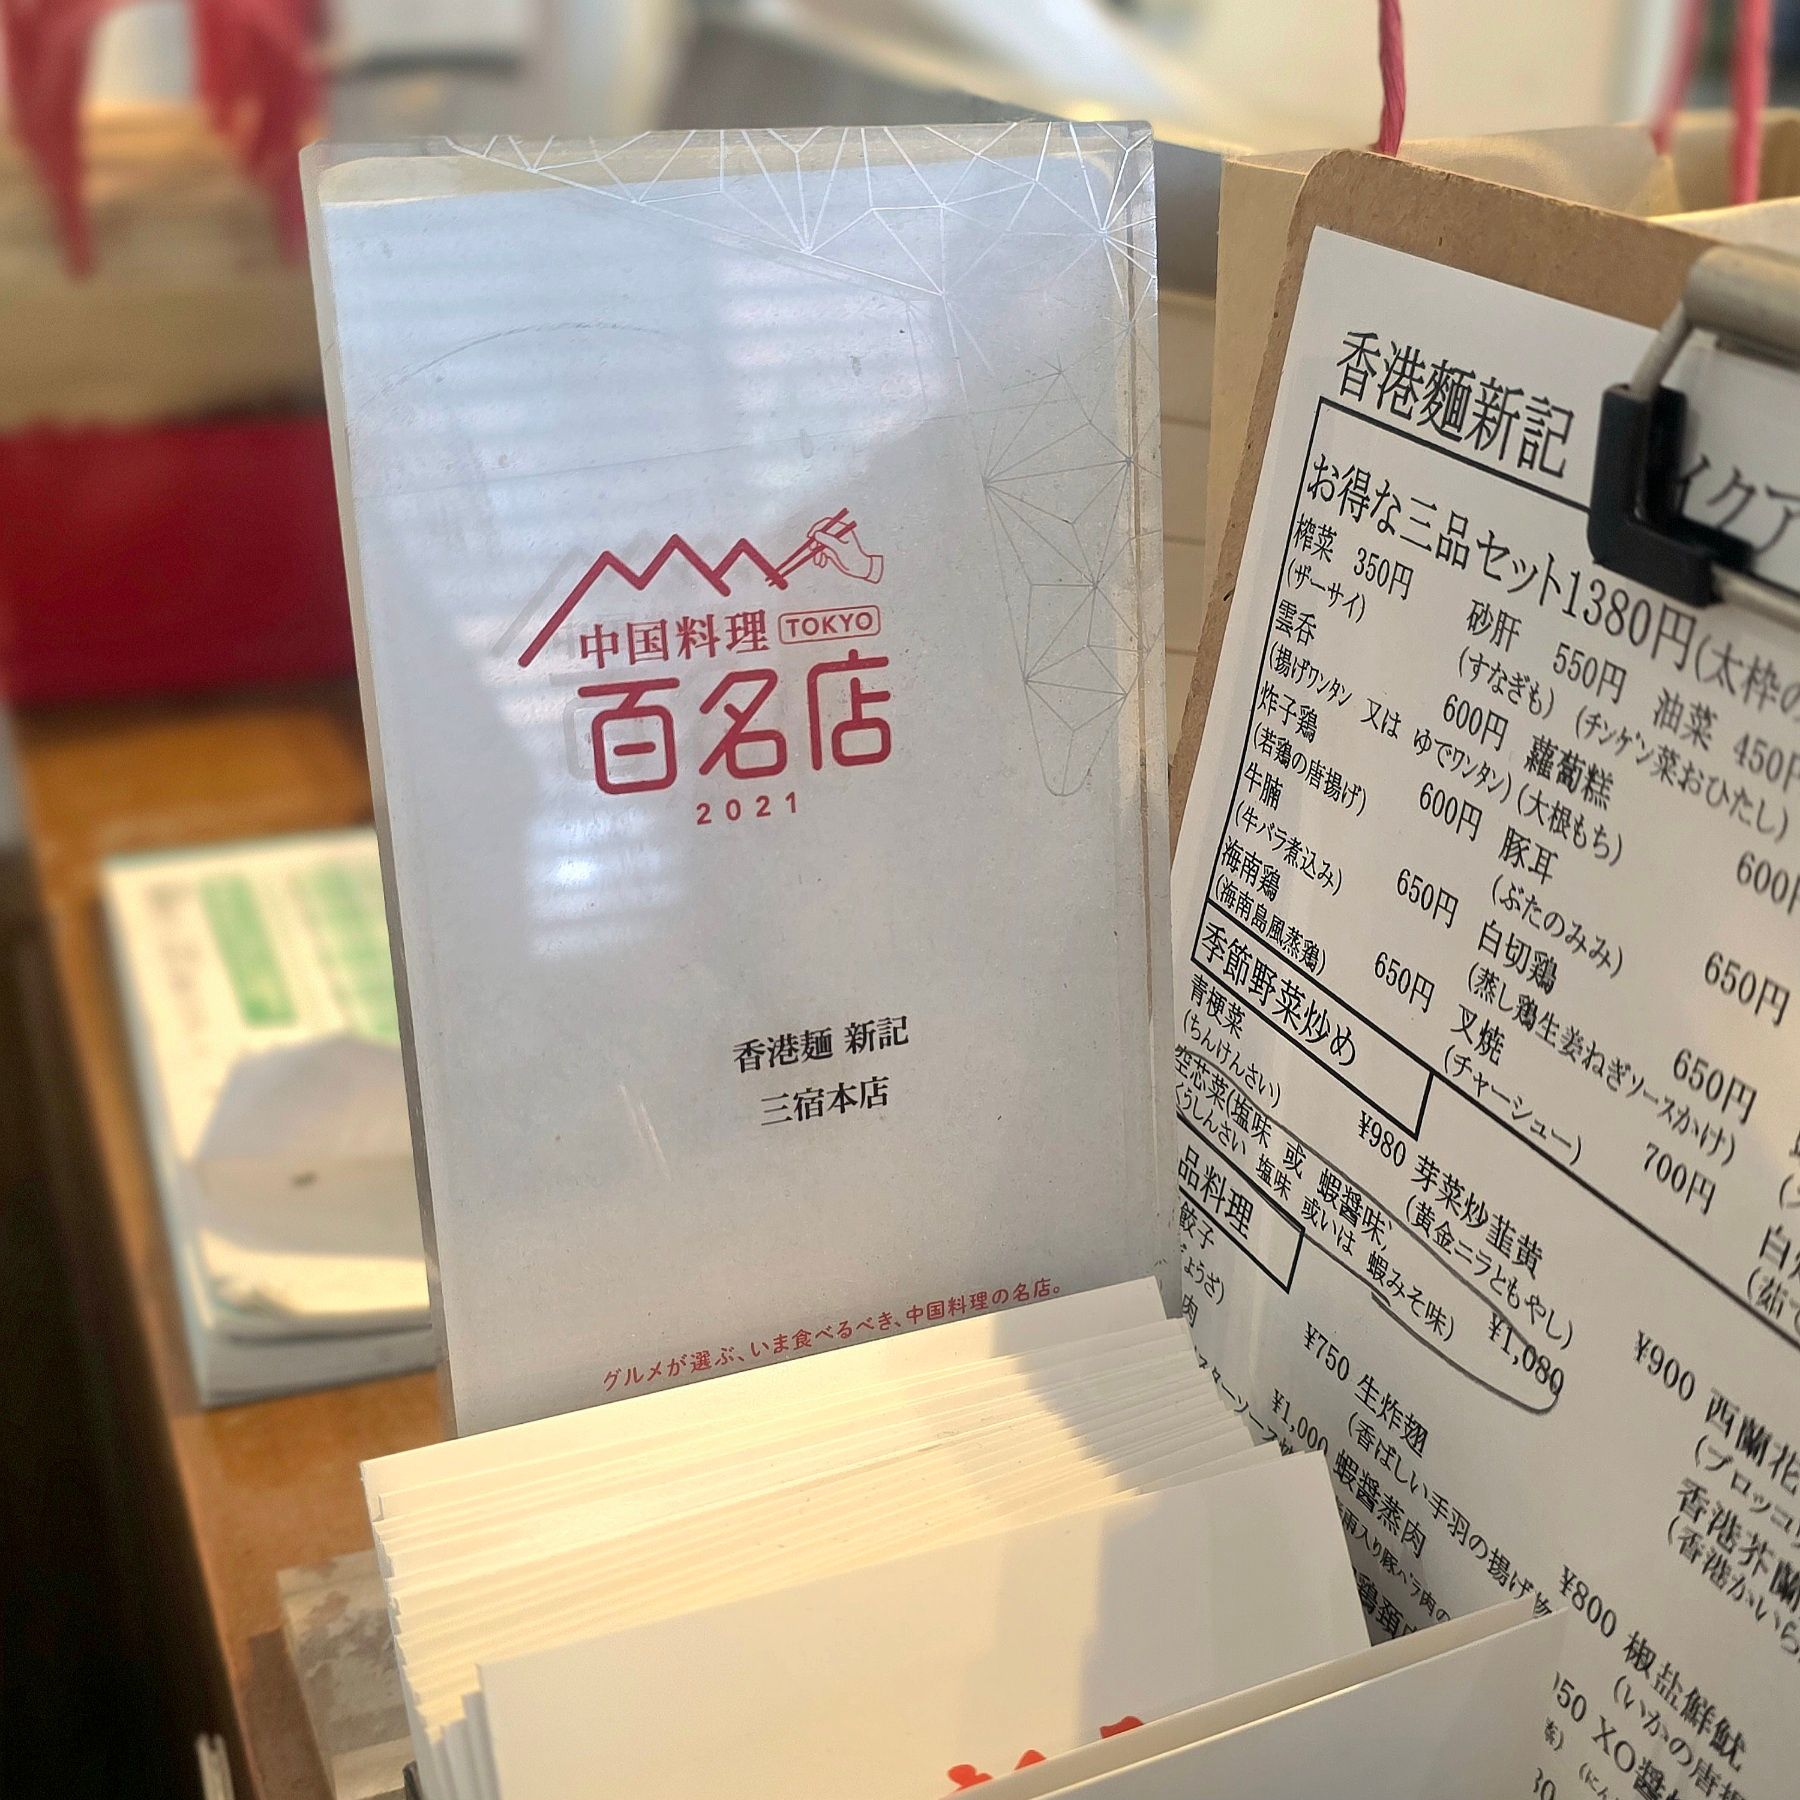 中国料理 TOKYO
百名店
2021
香港麺 新記
三宿本店
グルメが選ぶ、いま食べるべき、中国料理の名店。
香港麵新記
イクア
お得な三品セット1380円(太枠の
榨菜 350円 砂肝 550円 油菜 450円
(ザーサイ) (すなぎも) (チンゲン菜おひたし)
雲呑 600円 蘿蔔糕 600円
(揚げワンタン 又は ゆでワンタン) (大根もち)
炸子鶏 600円 豚耳 650円
(若鶏の唐揚げ) (ぶたのみみ)
牛腩 650円 白切鶏 650円
(牛バラ煮込み) (蒸し鶏生姜ねぎソースかけ)
海南鶏 650円 叉焼 700円
(海南島風蒸鶏) (チャーシュー)
季節野菜炒め
青梗菜 ¥980 芽菜炒韮黄 ¥900 西蘭花
(ちんけんさい) (黄金ニラともやし)
空芯菜(塩味 或 蝦醤味, ¥1,080
くうしんさい 塩味 或いは 蝦みそ味)
品料理
餃子 ¥750 生炸翅 ¥800 椒盐鮮魷
(香ばしい手羽の揚げ物
肉 ¥1,000 蝦醤蒸肉
XO醤